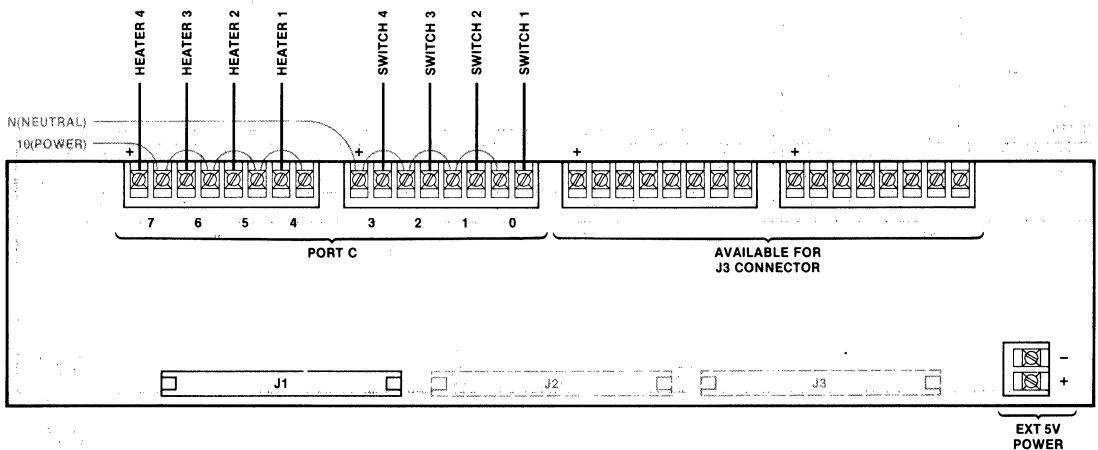 HEATER 4
HEATER 3
HEATER 2
HEATER 1
SWITCH 4
SWITCH 3
SWITCH 2
SWITCH 1
N(NEUTRAL)
10(POWER)
+
+
+
+
7 6 5 4
3 2 1 0
PORT C
AVAILABLE FOR
J3 CONNECTOR
J1
J2
J3
−
+
EXT 5V
POWER